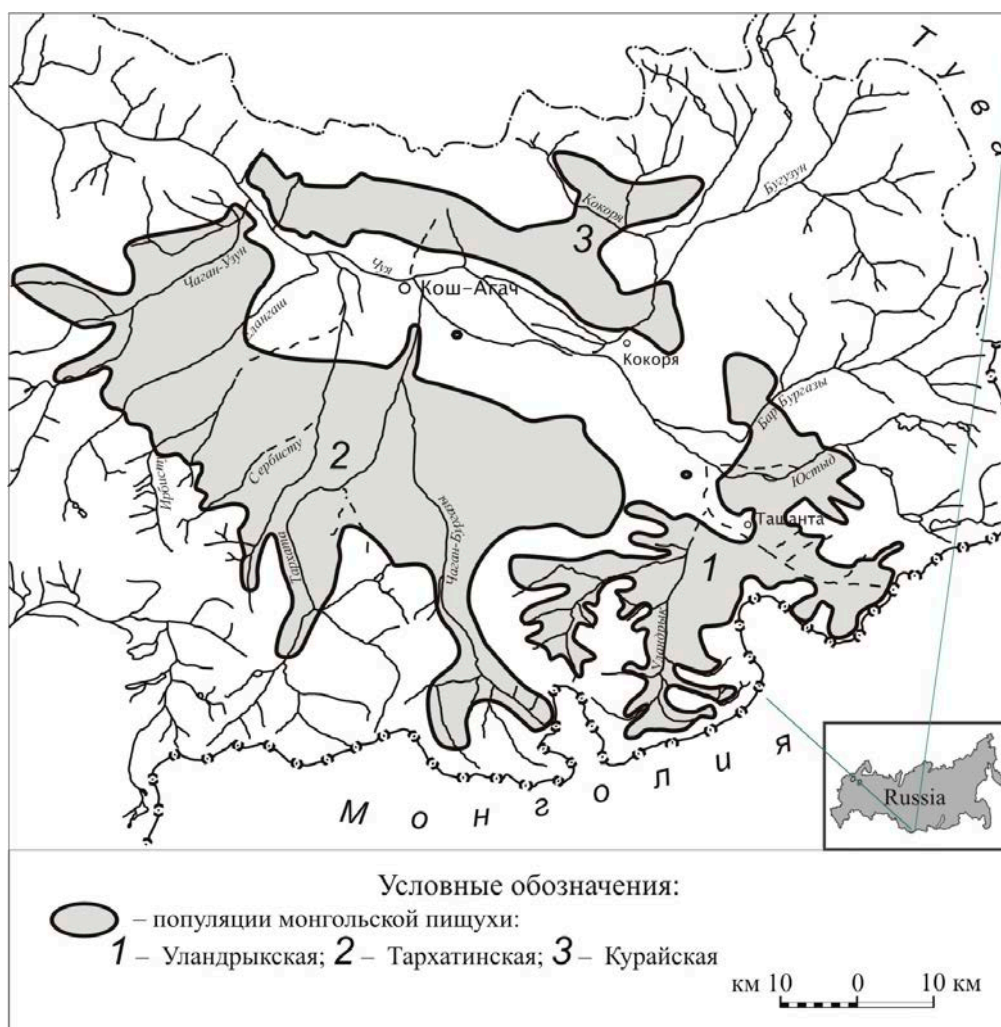 Тува
Кокоря
Бугузун
3
Чаган-Узун
Чуя
Кош-Агач
Кокоря
Бар-Бургазы
2
Сербисту
Юстыд
Ирбисту
Ташанта
Тархата
Чаган-Бургазы
1
Уландрык
Монголия
Russia
Условные обозначения:
– популяции монгольской пищухи:
1 – Уландрыкская; 2 – Тархатинская; 3 – Курайская
км 10 0 10 км